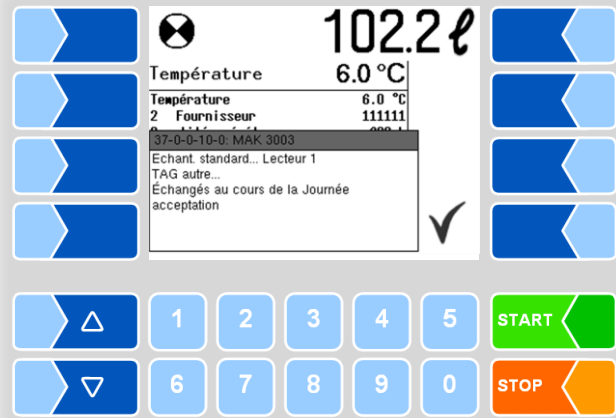 102.2 ℓ
Température 6.0 °C
Température 6.0 °C
2 Fournisseur 111111
37-0-0-10-0: MAK 3003
Echant. standard... Lecteur 1
TAG autre...
Échangés au cours de la Journée
acceptation
1 2 3 4 5 START
6 7 8 9 0 STOP